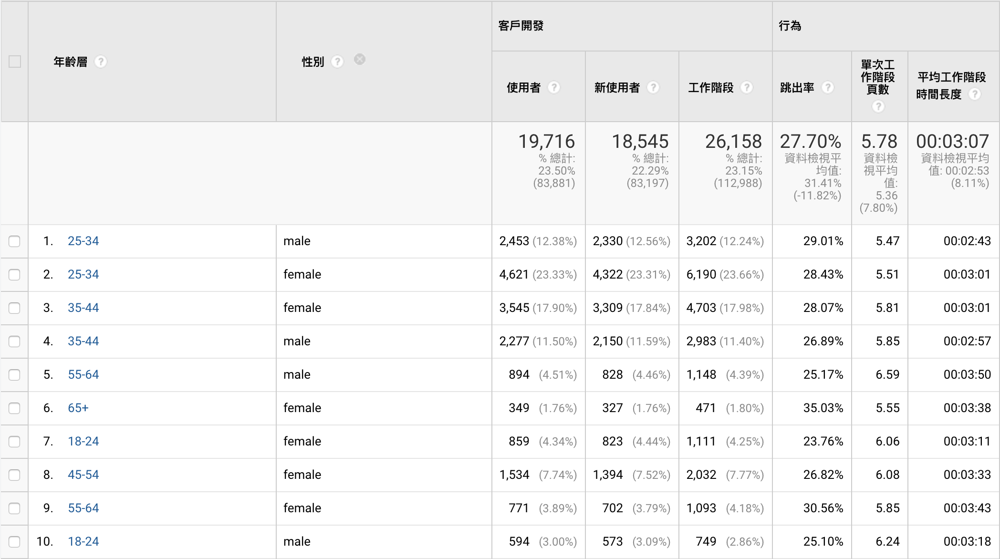 客戶開發
行為
年齡層 ?
性別 ?
使用者 ?
新使用者 ?
工作階段 ?
跳出率 ?
單次工
作階段
頁數
?
平均工作階段
時間長度 ?
19,716
% 總計:
23.50%
(83,881)
18,545
% 總計:
22.29%
(83,197)
26,158
% 總計:
23.15%
(112,988)
27.70%
資料檢視平
均值:
31.41%
(-11.82%)
5.78
資料檢
視平均
值:
5.36
(7.80%)
00:03:07
資料檢視平均
值: 00:02:53
(8.11%)
1. 25-34 male 2,453 (12.38%) 2,330 (12.56%) 3,202 (12.24%) 29.01% 5.47 00:02:43
2. 25-34 female 4,621 (23.33%) 4,322 (23.31%) 6,190 (23.66%) 28.43% 5.51 00:03:01
3. 35-44 female 3,545 (17.90%) 3,309 (17.84%) 4,703 (17.98%) 28.07% 5.81 00:03:01
4. 35-44 male 2,277 (11.50%) 2,150 (11.59%) 2,983 (11.40%) 26.89% 5.85 00:02:57
5. 55-64 male 894 (4.51%) 828 (4.46%) 1,148 (4.39%) 25.17% 6.59 00:03:50
6. 65+ female 349 (1.76%) 327 (1.76%) 471 (1.80%) 35.03% 5.55 00:03:38
7. 18-24 female 859 (4.34%) 823 (4.44%) 1,111 (4.25%) 23.76% 6.06 00:03:11
8. 45-54 female 1,534 (7.74%) 1,394 (7.52%) 2,032 (7.77%) 26.82% 6.08 00:03:33
9. 55-64 female 771 (3.89%) 702 (3.79%) 1,093 (4.18%) 30.56% 5.85 00:03:43
10. 18-24 male 594 (3.00%) 573 (3.09%) 749 (2.86%) 25.10% 6.24 00:03:18